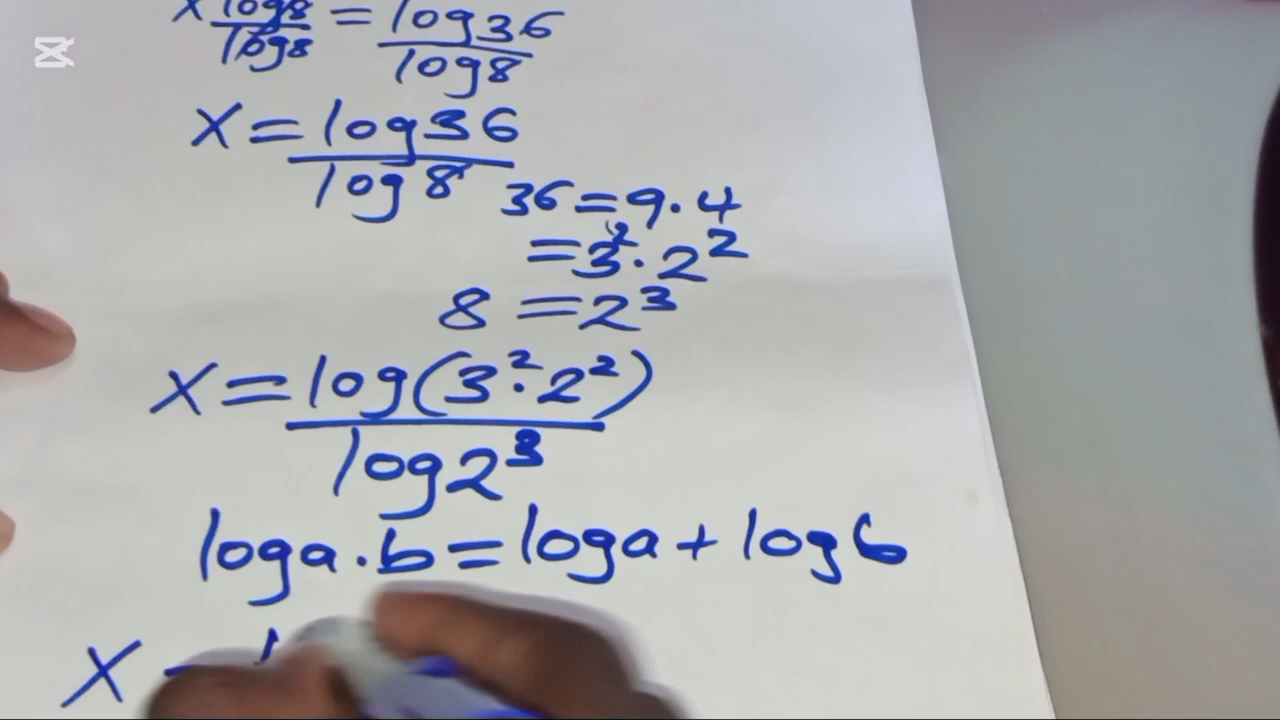 x log8/log8 = log36/log8
x = log36/log8
36 = 9.4
= 3².2²
8 = 2³
x = log(3².2²)/log2³
loga.b = loga + logb
x